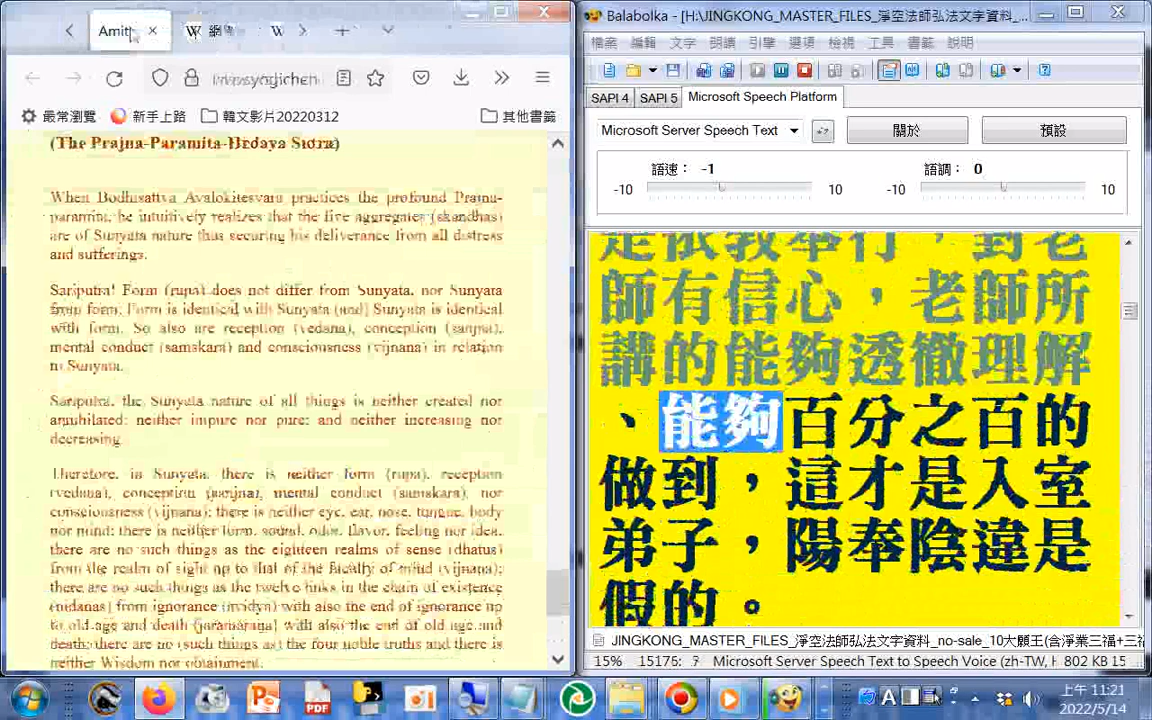 Amit
最常瀏覽
新手上路
韓文影片20220312
其他書籤
(The Prajna-Paramita-Hrdaya Sutra)
When Bodhisattva Avalokitesvara practices the profound Prajna-
paramita, he intuitively realizes that the five aggregates (skandhas)
are of Sunyata nature thus securing his deliverance from all distress
and sufferings.
Sariputra! Form (rupa) does not differ from Sunyata, nor Sunyata
from form; Form is identical with Sunyata (and) Sunyata is identical
with form. So also are reception (vedana), conception (sanjna),
mental conduct (samskara) and consciousness (vijnana) in relation
to Sunyata.
Sariputra, the Sunyata nature of all things is neither created nor
annihilated; neither impure nor pure; and neither increasing nor
decreasing.
Therefore, in Sunyata, there is neither form (rupa), reception
(vedana), conception (sanjna), mental conduct (samskara), nor
consciousness (vijnana); there is neither eye, ear, nose, tongue, body
nor mind; there is neither form, sound, odor, flavor, feeling nor idea;
there are no such things as the eighteen realms of sense (dhatus)
from the realm of sight up to that of the faculty of mind (vijnana);
there are no such things as the twelve links in the chain of existence
(nidanas) from ignorance (avidya) with also the end of ignorance up
to old age and death (jaramarana) with also the end of old age and
death; there are no (such things as) the four noble truths and there is
neither Wisdom nor obtainment.
Balabolka - [H:\JINGKONG_MASTER_FILES_淨空法師弘法文字資料_...
檔案 編輯 文字 朗讀 引擎 選項 檢視 工具 書籤 說明
SAPI 4 SAPI 5 Microsoft Speech Platform
Microsoft Server Speech Text
關於
預設
語速： -1
語調： 0
-10 10 -10 10
是依教奉行，對老
師有信心，老師所
講的能夠透徹理解
、能夠百分之百的
做到，這才是入室
弟子，陽奉陰違是
假的。
JINGKONG_MASTER_FILES_淨空法師弘法文字資料_no-sale_10大願王(含淨業三福+三福
15% 15176: ? Microsoft Server Speech Text to Speech Voice (zh-TW, H 802 KB 15
上午 11:21
2022/5/14